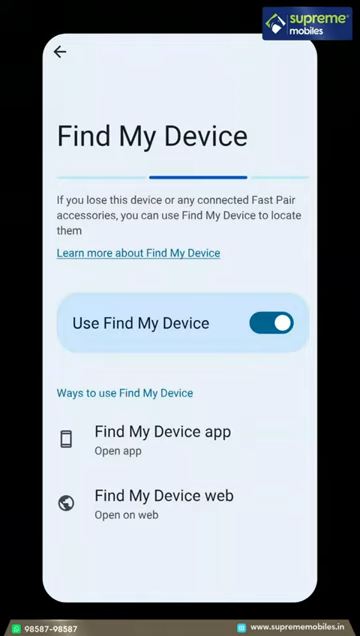 supreme
mobiles
Find My Device
If you lose this device or any connected Fast Pair
accessories, you can use Find My Device to locate
them
Learn more about Find My Device
Use Find My Device
Ways to use Find My Device
Find My Device app
Open app
Find My Device web
Open on web
98587-98587
www.suprememobiles.in